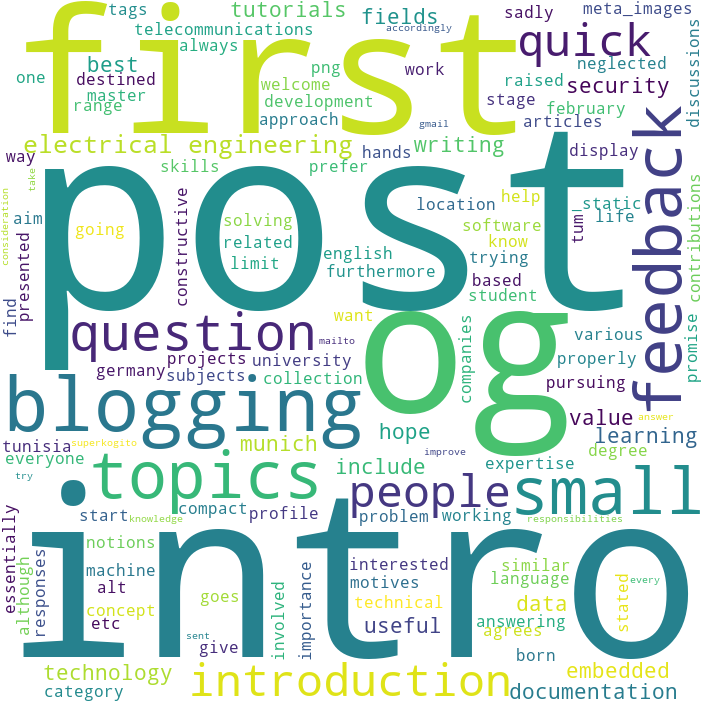 tags
first
tutorials
fields
sadly
meta_images
telecommunications
accordingly
quick
always
best
png
work
raised
neglected
discussions
one
destined
welcome
security
master
development
stage
february
range
approach
gmail
articles
electrical engineering
writing
hands
display
feedback
way
skills
prefer
take
post
location
help
_static
consideration
aim
constructive
solving
tumi
life
contributions
going
related
english
software
know
presented
limit
furthermore
trying
based
student
find
want
og
question
mailto
companies
various
promise
projects
university
properly
germany
subjects
collection
pursuing
blogging
value
answer
hope
learning
tunisia
superkogito
munich
improve
degree
everyone
topics
include
expertise
try
people
small
essentially
start
compact
profile
problem
working
knowledge
responsibilities
intro
although
responses
notions
machine
alt
interested
similar
motives
language
concept
goes
involved
importance
technical
data
stated
every
etc
useful
answering
sent
give
agrees
born
technology
introduction
embedded
category
documentation